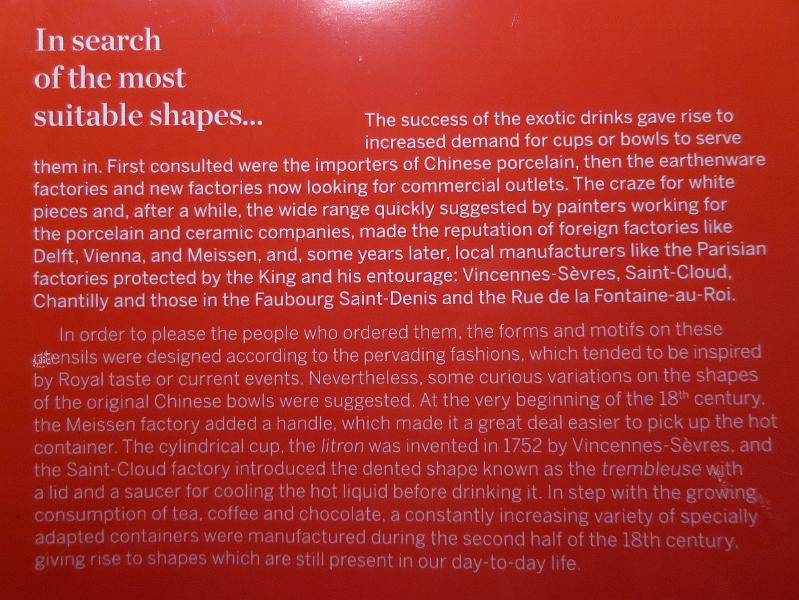 In search
of the most
suitable shapes...
The success of the exotic drinks gave rise to
increased demand for cups or bowls to serve
them in. First consulted were the importers of Chinese porcelain, then the earthenware
factories and new factories now looking for commercial outlets. The craze for white
pieces and, after a while, the wide range quickly suggested by painters working for
the porcelain and ceramic companies, made the reputation of foreign factories like
Delft, Vienna, and Meissen, and, some years later, local manufacturers like the Parisian
factories protected by the King and his entourage: Vincennes-Sèvres, Saint-Cloud,
Chantilly and those in the Faubourg Saint-Denis and the Rue de la Fontaine-au-Roi.
In order to please the people who ordered them, the forms and motifs on these
utensils were designed according to the pervading fashions, which tended to be inspired
by Royal taste or current events. Nevertheless, some curious variations on the shapes
of the original Chinese bowls were suggested. At the very beginning of the 18th century,
the Meissen factory added a handle, which made it a great deal easier to pick up the hot
container. The cylindrical cup, the litron was invented in 1752 by Vincennes-Sèvres, and
the Saint-Cloud factory introduced the dented shape known as the trembleuse with
a lid and a saucer for cooling the hot liquid before drinking it. In step with the growing
consumption of tea, coffee and chocolate, a constantly increasing variety of specially
adapted containers were manufactured during the second half of the 18th century,
giving rise to shapes which are still present in our day-to-day life.